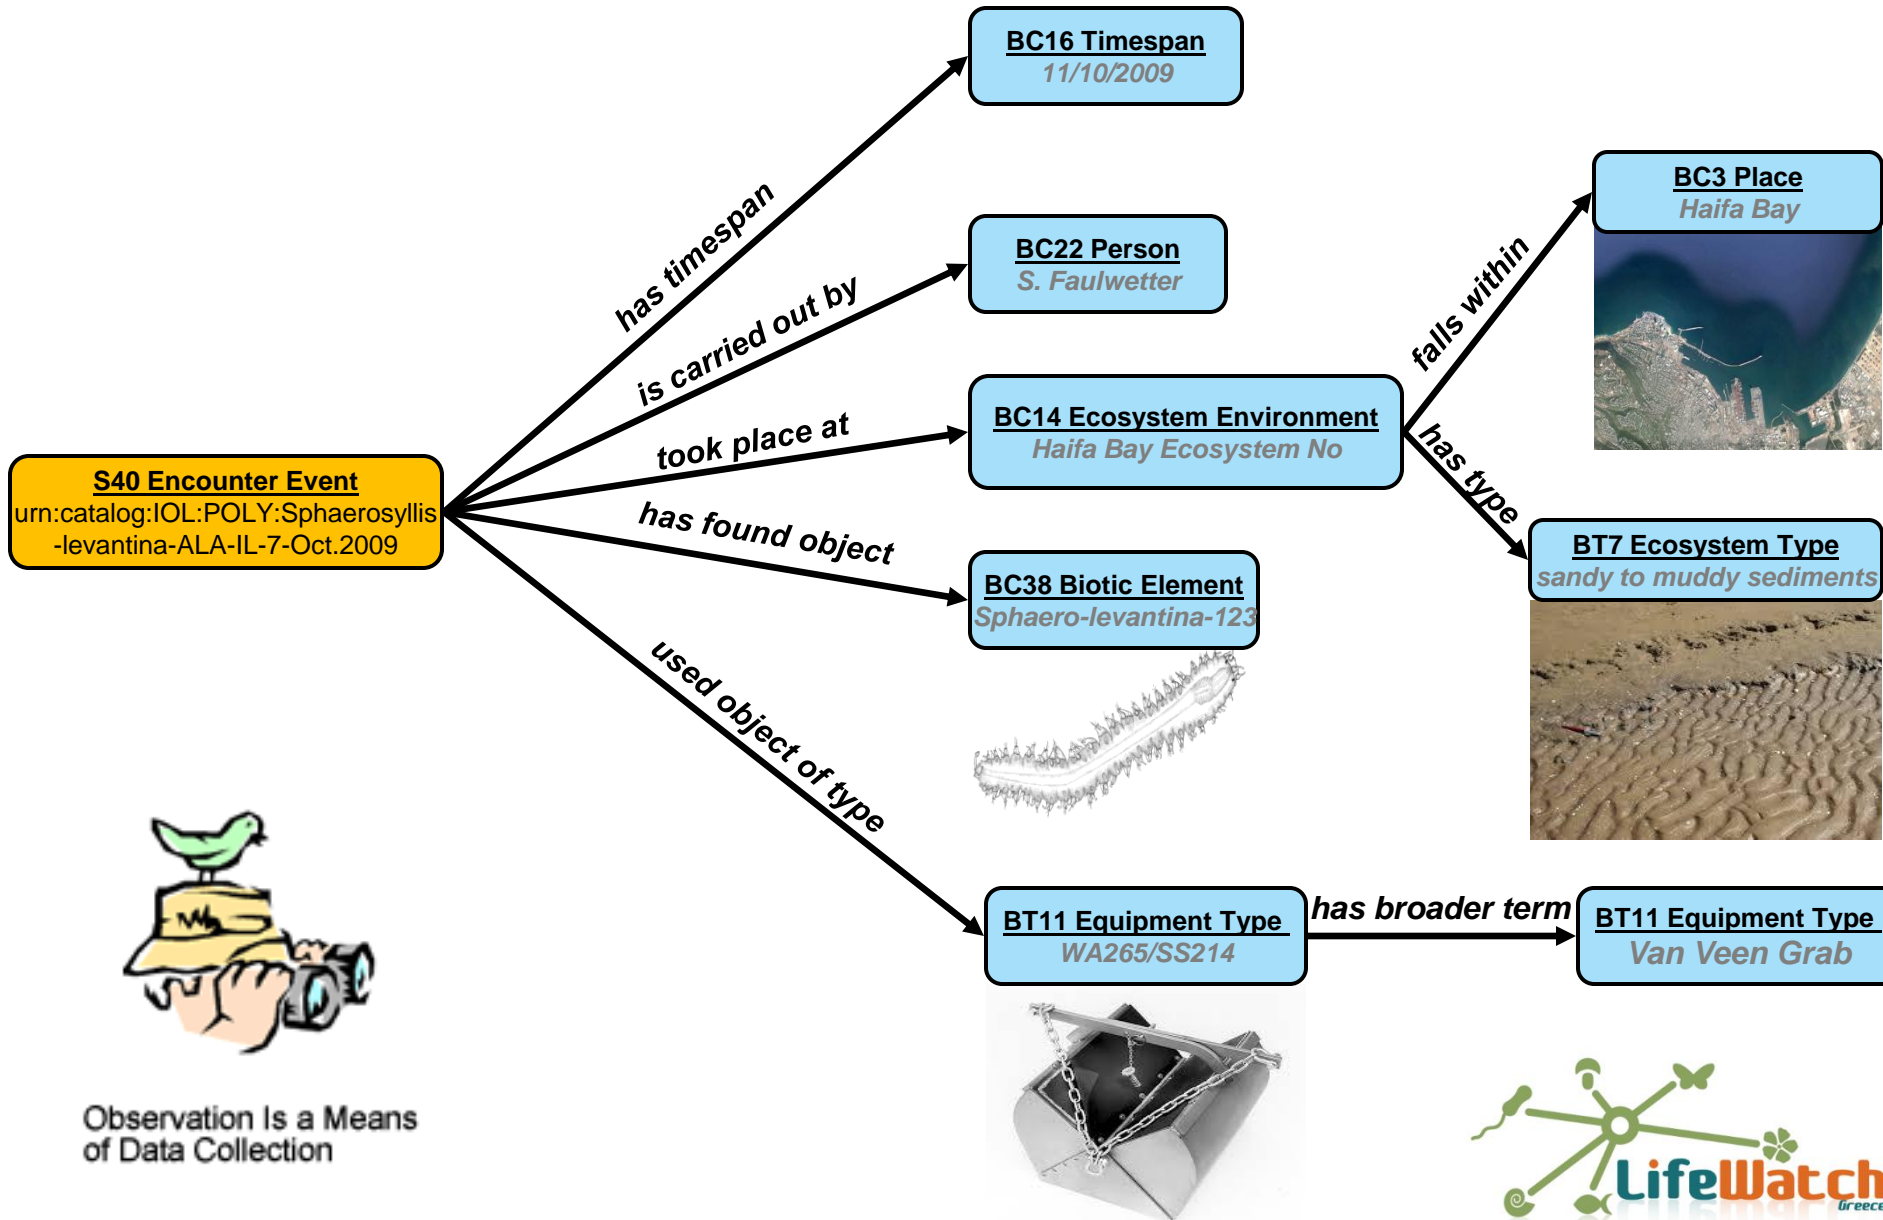 BC16 Timespan
11/10/2009
has timespan
BC22 Person
S. Faulwetter
is carried out by
BC3 Place
Haifa Bay
falls within
BC14 Ecosystem Environment
Haifa Bay Ecosystem No
took place at
has type
S40 Encounter Event
urn:catalog:IOL:POLY:Sphaerosyllis
-levantina-ALA-IL-7-Oct.2009
has found object
BC38 Biotic Element
Sphaero-levantina-123
BT7 Ecosystem Type
sandy to muddy sediments
used object of type
BT11 Equipment Type
WA265/SS214
has broader term
BT11 Equipment Type
Van Veen Grab
Observation Is a Means
of Data Collection
LifeWatch
Greece